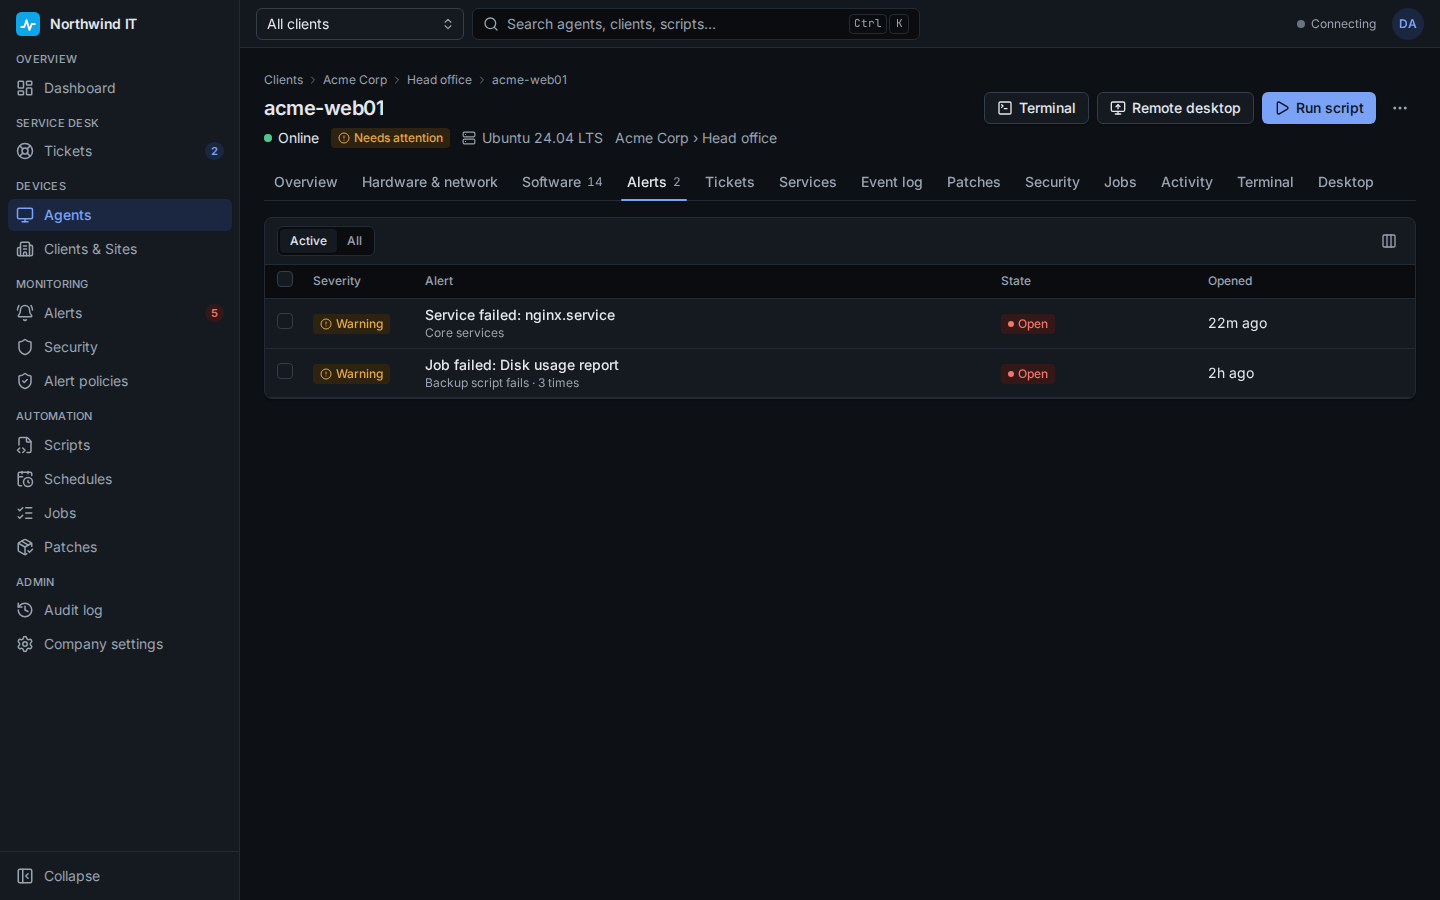 Northwind IT
All clients
Search agents, clients, scripts...
Ctrl K
Connecting
DA
OVERVIEW
Dashboard
SERVICE DESK
Tickets 2
DEVICES
Agents
Clients & Sites
MONITORING
Alerts 5
Security
Alert policies
AUTOMATION
Scripts
Schedules
Jobs
Patches
ADMIN
Audit log
Company settings
Collapse
Clients > Acme Corp > Head office > acme-web01
acme-web01
Terminal
Remote desktop
Run script
Online
Needs attention
Ubuntu 24.04 LTS
Acme Corp › Head office
Overview Hardware & network Software 14 Alerts 2 Tickets Services Event log Patches Security Jobs Activity Terminal Desktop
Active All
Severity Alert State Opened
Warning Service failed: nginx.service Open 22m ago
Core services
Warning Job failed: Disk usage report Open 2h ago
Backup script fails · 3 times